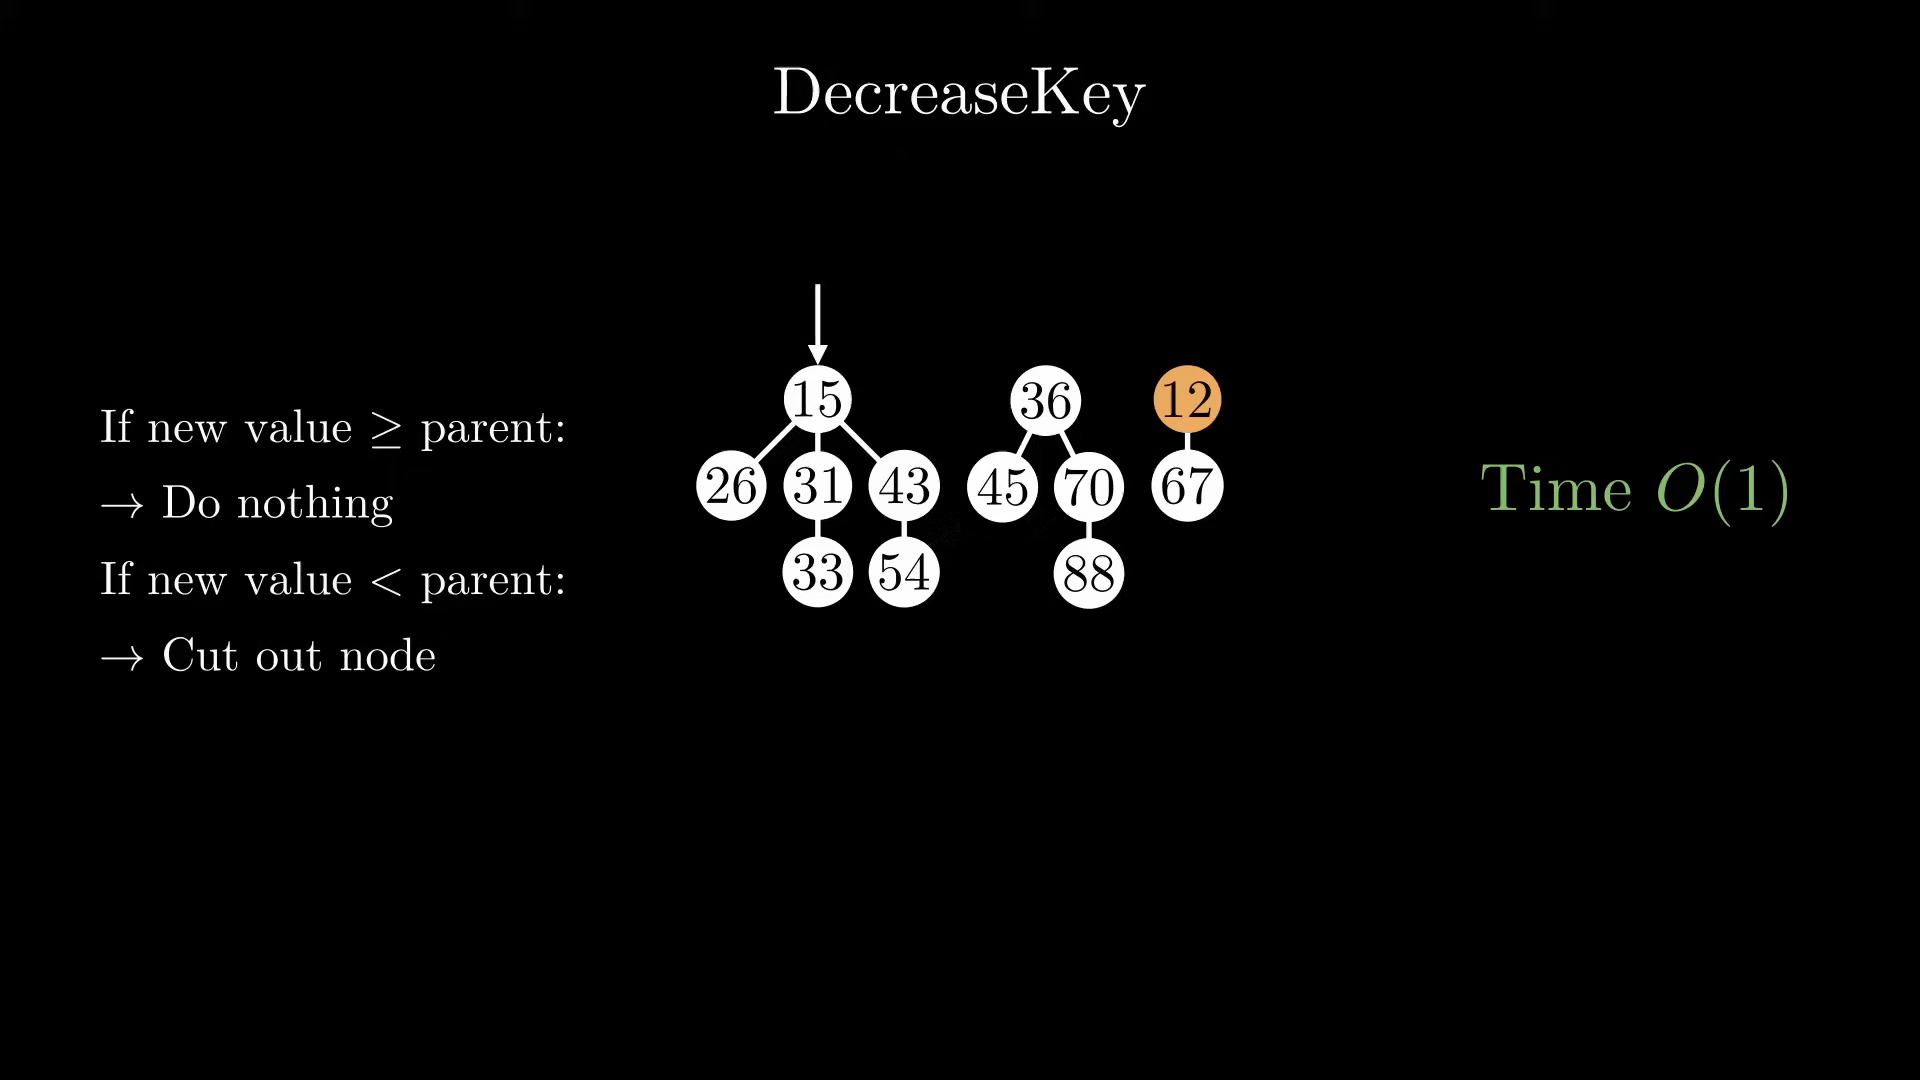 DecreaseKey
If new value ≥ parent:
→ Do nothing
If new value < parent:
→ Cut out node
15 36 12
26 31 43 45 70 67
33 54 88
Time O(1)